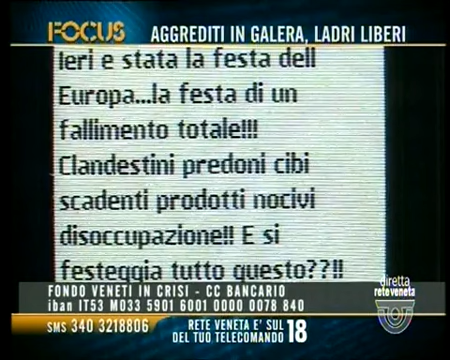 FOCUS
AGGREDITI IN GALERA, LADRI LIBERI
Ieri e stata la festa dell
Europa...la festa di un
fallimento totale!!!
Clandestini predoni cibi
scadenti prodotti nocivi
disoccupazione!! E si
festeggia tutto questo??!!
diretta
reteveneta
FONDO VENETI IN CRISI - CC BANCARIO
iban IT53 M033 5901 6001 0000 0078 840
SMS 340 3218806
RETE VENETA E' SUL
DEL TUO TELECOMANDO 18